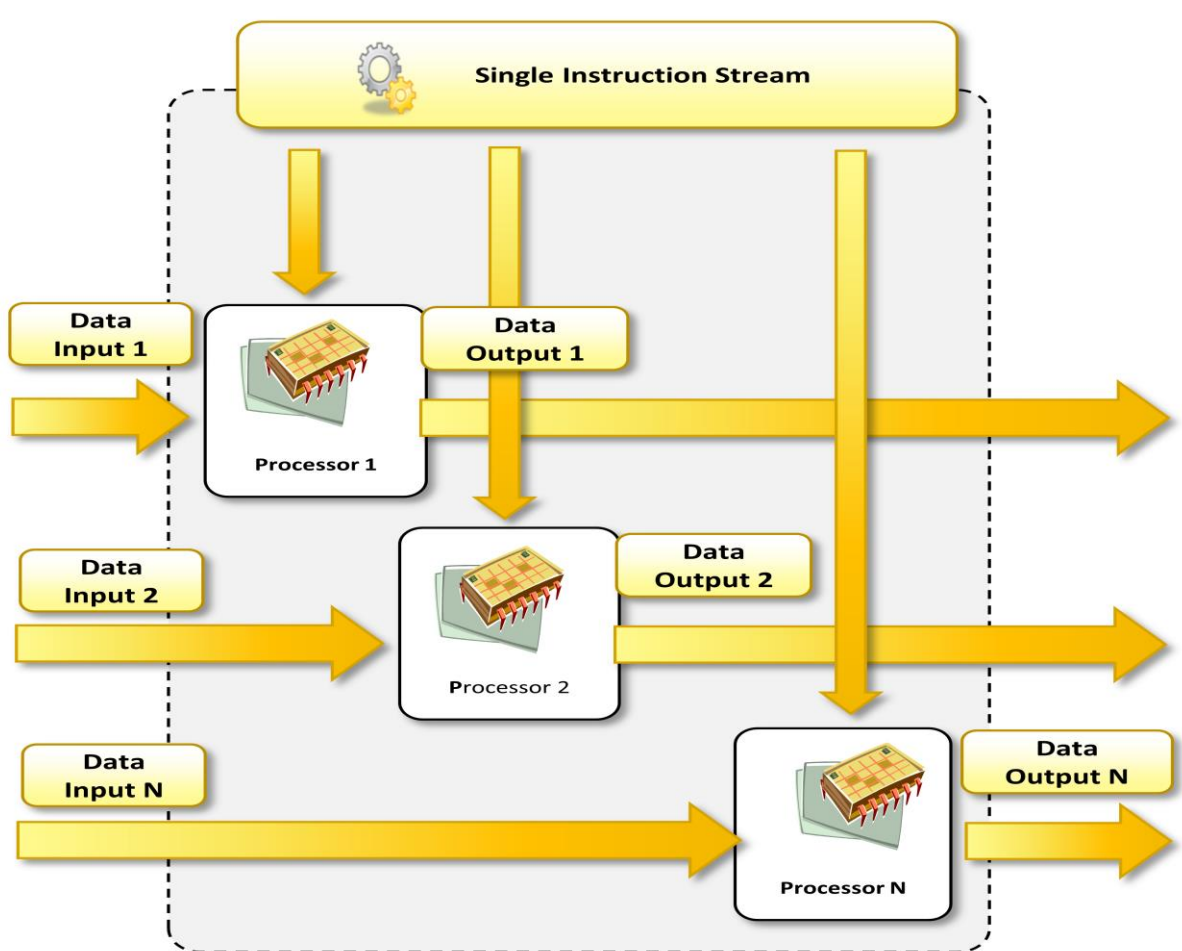 Single Instruction Stream
Data
Input 1
Data
Output 1
Processor 1
Data
Input 2
Data
Output 2
Processor 2
Data
Input N
Data
Output N
Processor N